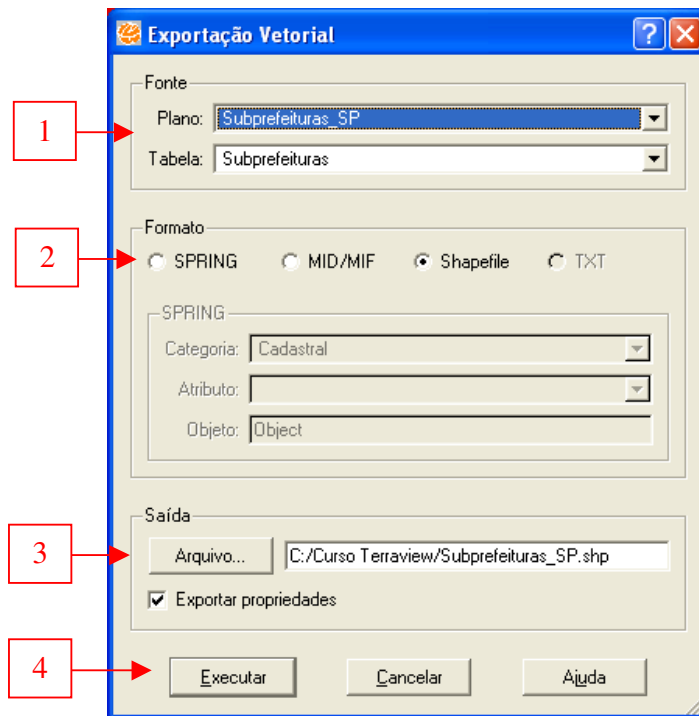 Exportação Vetorial
Fonte
1
Plano: Subprefeituras_SP
Tabela: Subprefeituras
Formato
2
SPRING MID/MIF Shapefile TXT
SPRING
Categoria: Cadastral
Atributo:
Objeto: Object
Saída
3
Arquivo... C:/Curso Terraview/Subprefeituras_SP.shp
Exportar propriedades
4
Executar Cancelar Ajuda